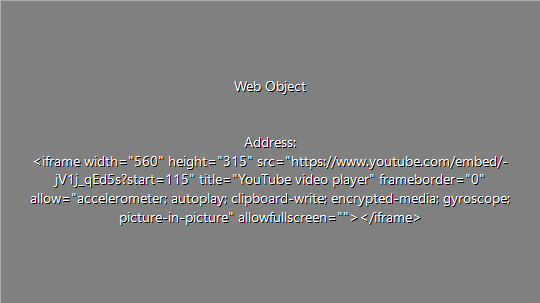 Web Object
Address:
<iframe width="560" height="315" src="https://www.youtube.com/embed/-
jV1j_qEd5s?start=115" title="YouTube video player" frameborder="0"
allow="accelerometer; autoplay; clipboard-write; encrypted-media; gyroscope;
picture-in-picture" allowfullscreen=""></iframe>